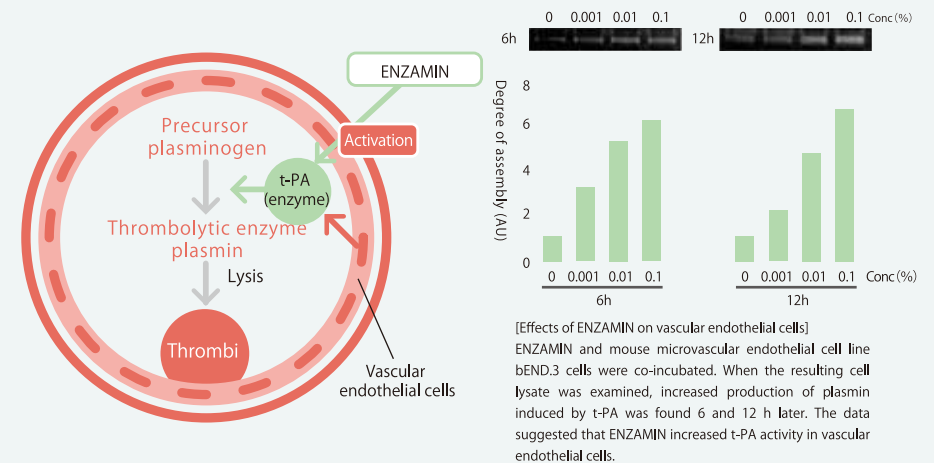 ENZAMIN
Activation
Precursor
plasminogen
t-PA
(enzyme)
Thrombolytic enzyme
plasmin
Lysis
Thrombi
Vascular
endothelial cells
0 0.001 0.01 0.1 Conc(%)
6h
0 0.001 0.01 0.1 Conc(%)
12h
Degree of assembly (AU)
8
6
4
2
0
0 0.001 0.01 0.1
6h
0 0.001 0.01 0.1 Conc(%)
12h
[Effects of ENZAMIN on vascular endothelial cells]
ENZAMIN and mouse microvascular endothelial cell line
bEND.3 cells were co-incubated. When the resulting cell
lysate was examined, increased production of plasmin
induced by t-PA was found 6 and 12 h later. The data
suggested that ENZAMIN increased t-PA activity in vascular
endothelial cells.